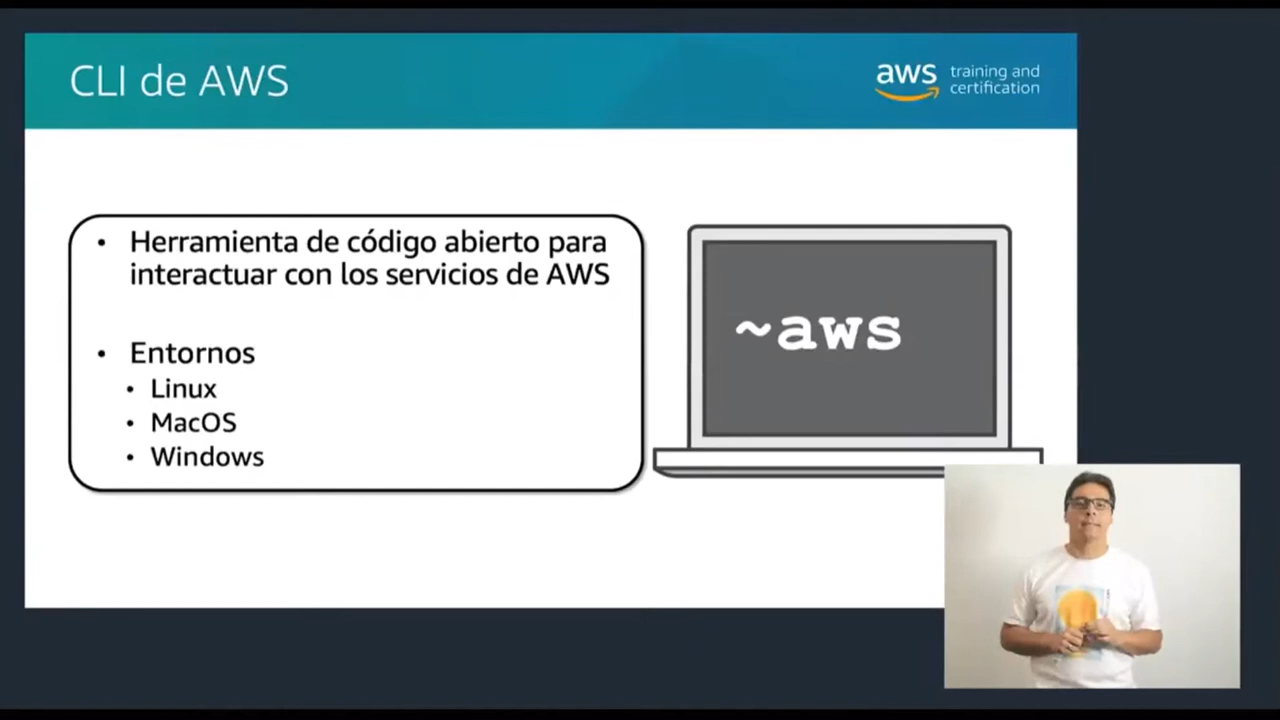 CLI de AWS
aws training and
certification
• Herramienta de código abierto para
interactuar con los servicios de AWS
• Entornos
• Linux
• MacOS
• Windows
~aws